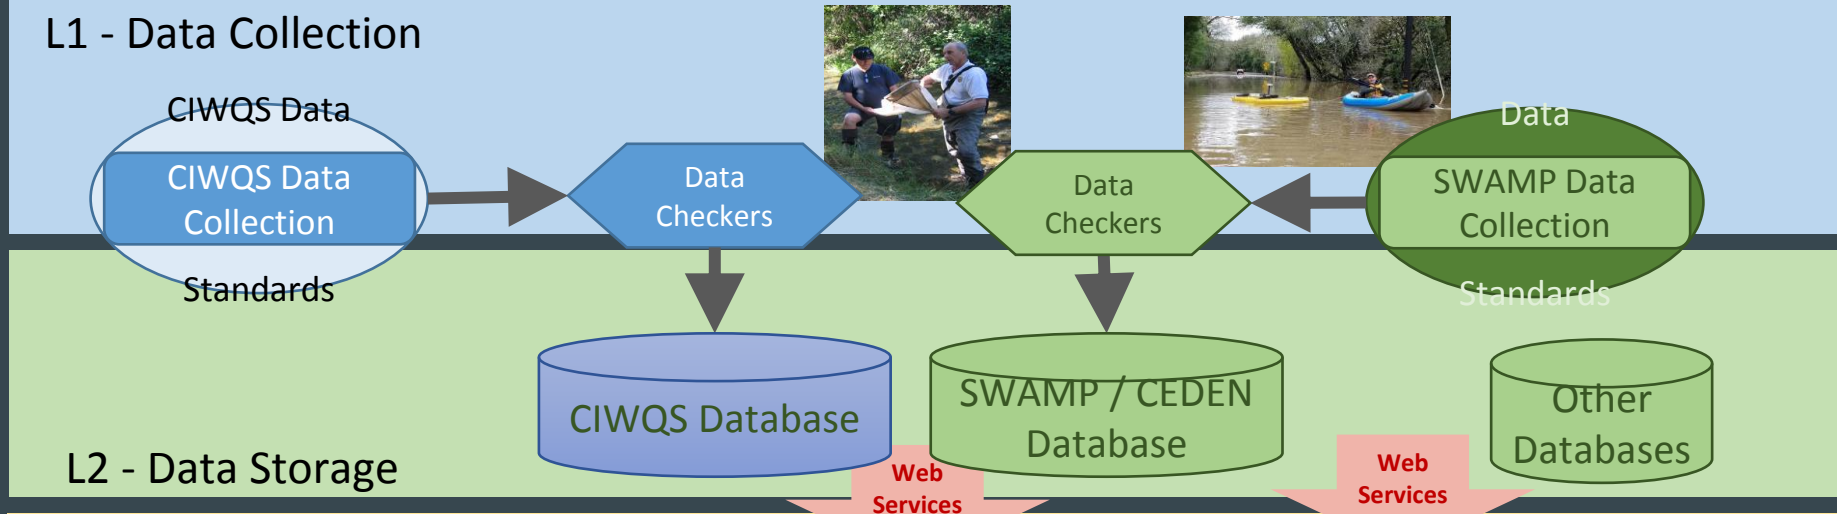 L1 - Data Collection
CIWQS Data
CIWQS Data
Collection
Standards
Data
Checkers
Data
Checkers
Data
SWAMP Data
Collection
Standards
CIWQS Database
SWAMP / CEDEN
Database
Other
Databases
L2 - Data Storage
Web
Services
Web
Services